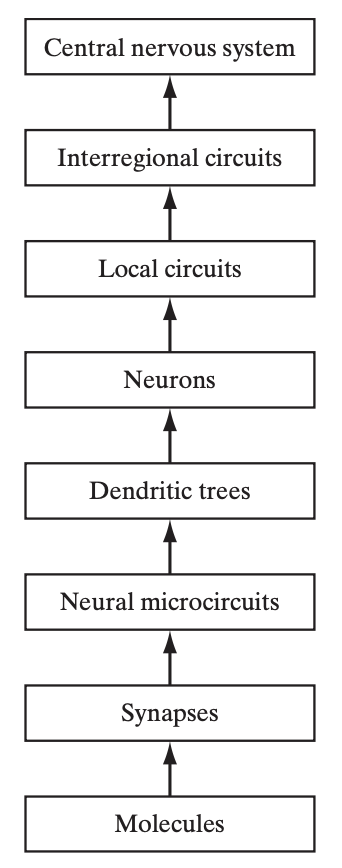 Central nervous system
Interregional circuits
Local circuits
Neurons
Dendritic trees
Neural microcircuits
Synapses
Molecules